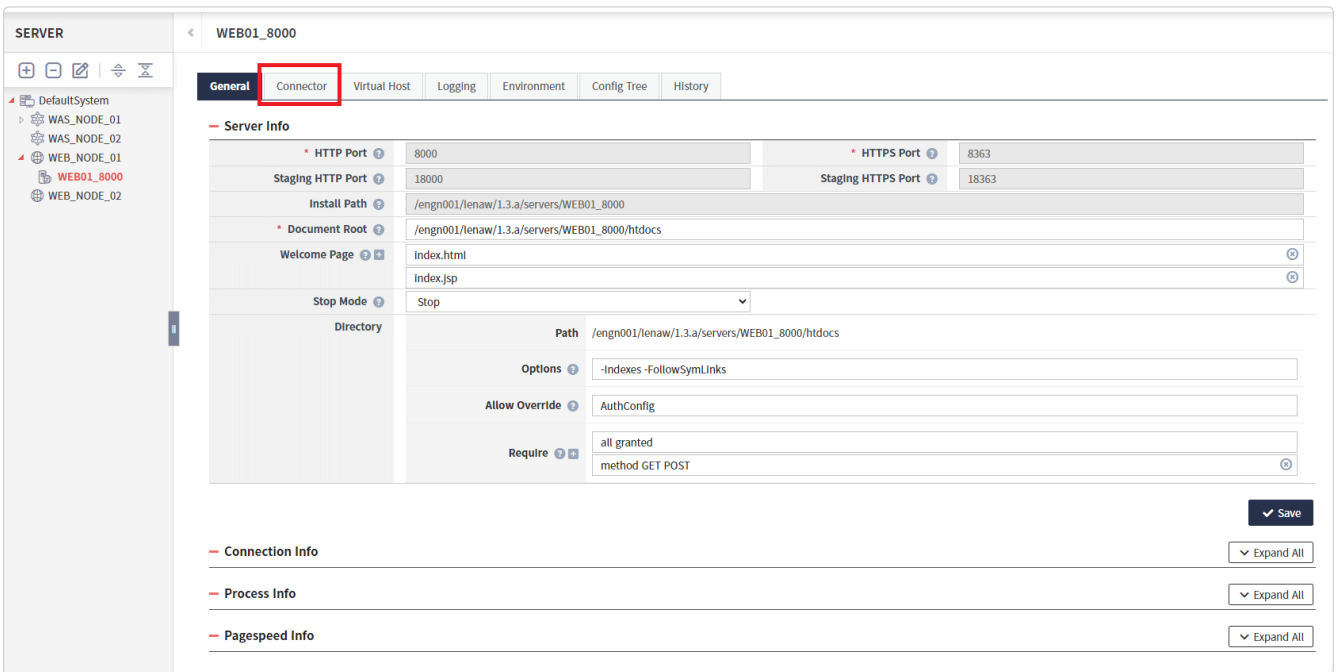 SERVER
WEB01_8000
DefaultSystem
WAS_NODE_01
WAS_NODE_02
WEB_NODE_01
WEB01_8000
WEB_NODE_02
General Connector Virtual Host Logging Environment Config Tree History
Server Info
* HTTP Port 8000 * HTTPS Port 8363
Staging HTTP Port 18000 Staging HTTPS Port 18363
Install Path /engn001/lenaw/1.3.a/servers/WEB01_8000
* Document Root /engn001/lenaw/1.3.a/servers/WEB01_8000/htdocs
Welcome Page index.html
index.jsp
Stop Mode Stop
Directory
Path /engn001/lenaw/1.3.a/servers/WEB01_8000/htdocs
Options -Indexes -FollowSymLinks
Allow Override AuthConfig
Require all granted
method GET POST
Save
Connection Info Expand All
Process Info Expand All
Pagespeed Info Expand All